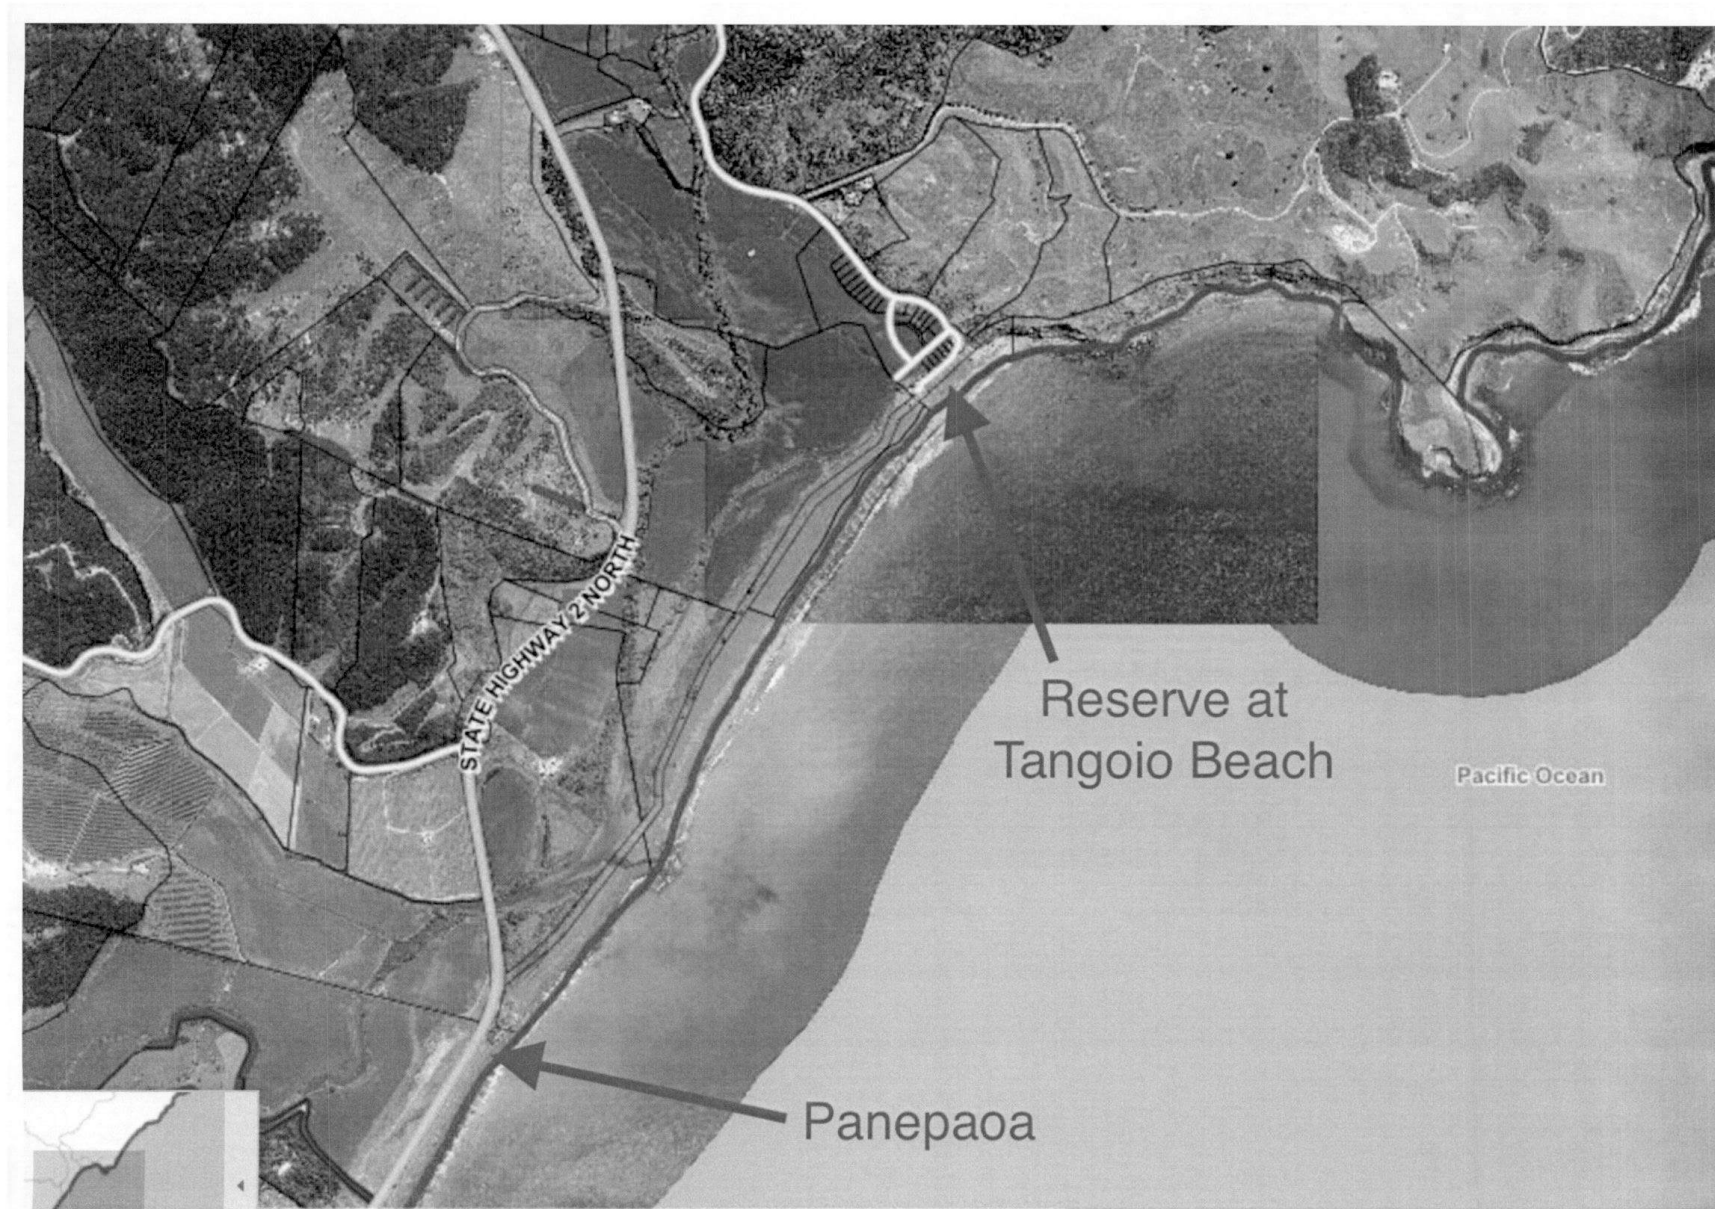 STATE HIGHWAY 2 NORTH
Reserve at
Tangoio Beach
Pacific Ocean
Panepaoa